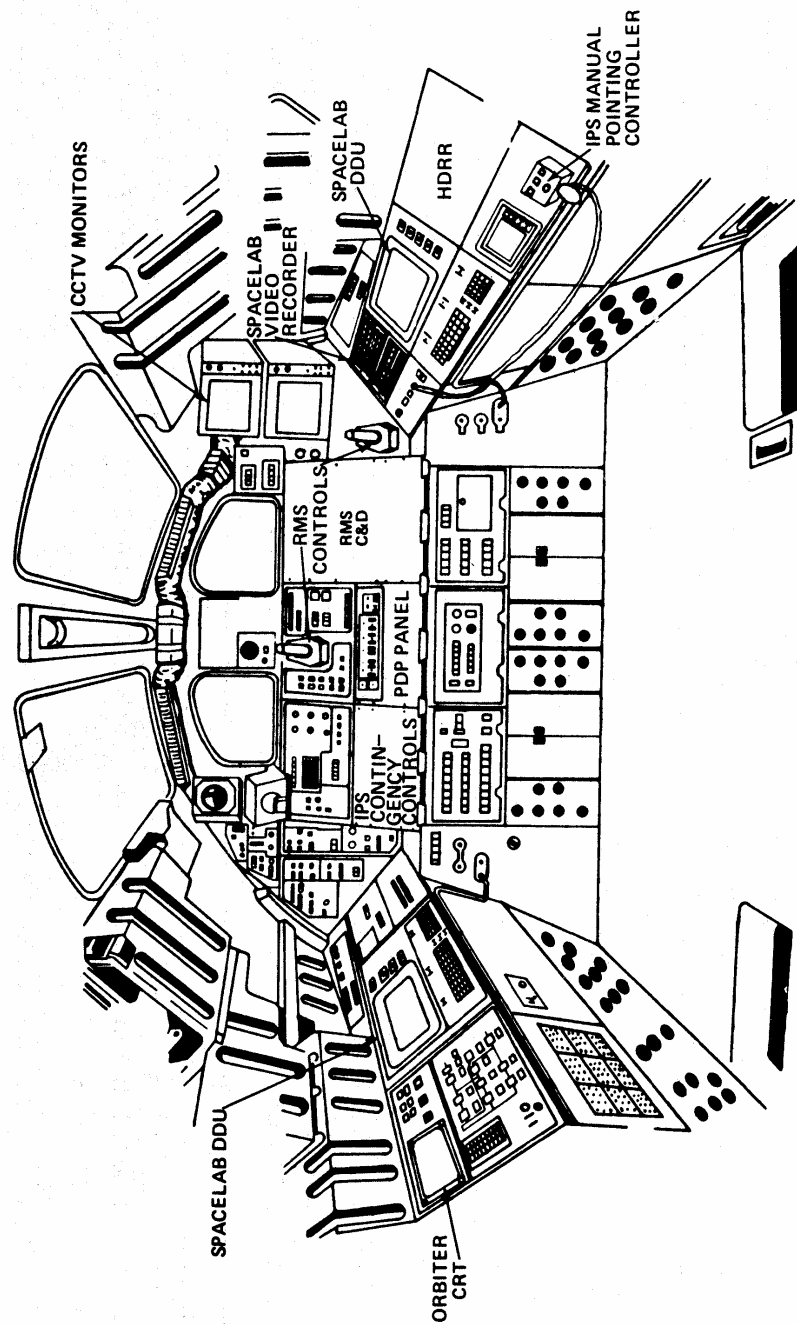 CCTV MONITORS
SPACELAB
VIDEO
RECORDER
SPACELAB
DDU
HDRR
IPS MANUAL
POINTING
CONTROLLER
RMS
CONTROLS
RMS
C&D
PDP PANEL
IPS
CONTIN-
GENCY
CONTROLS
SPACELAB DDU
ORBITER
CRT